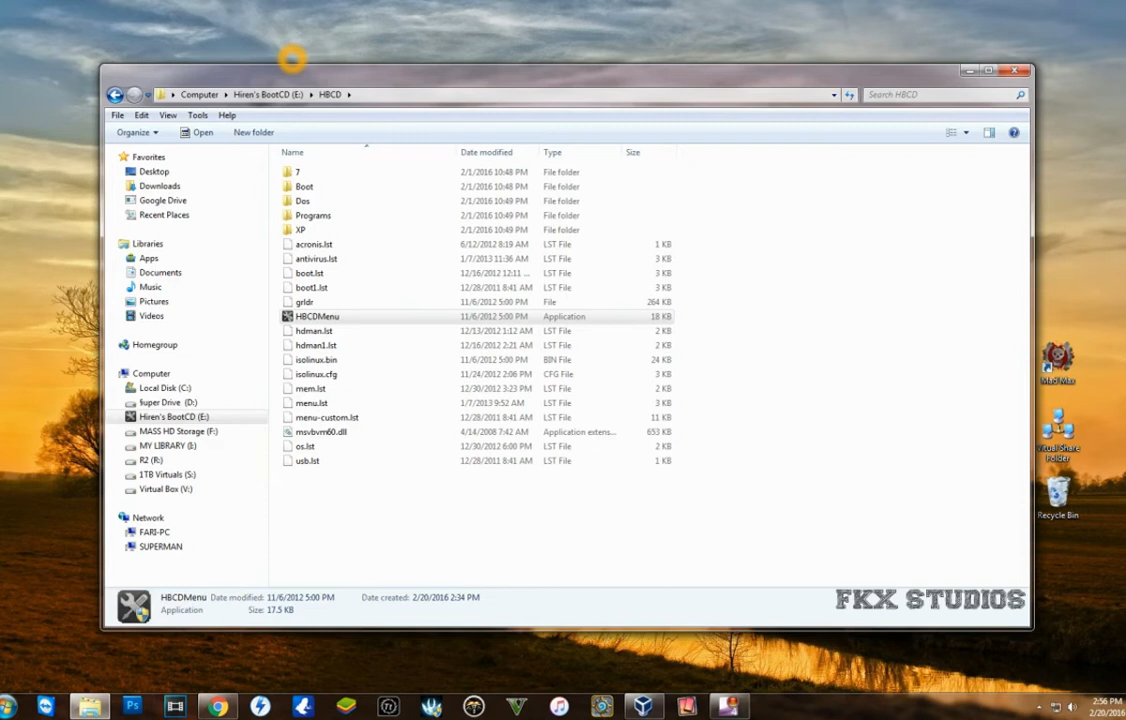 Computer ▸ Hiren's BootCD (E:) ▸ HBCD ▸
Search HBCD
File Edit View Tools Help
Organize Open New folder
Name Date modified Type Size
Favorites
Desktop
Downloads
Google Drive
Recent Places
Libraries
Apps
Documents
Music
Pictures
Videos
Homegroup
Computer
Local Disk (C:)
Super Drive (D:)
Hiren's BootCD (E:)
MASS HD Storage (F:)
MY LIBRARY (I:)
R2 (R:)
1TB Virtuals (S:)
Virtual Box (V:)
Network
FARI-PC
SUPERMAN
7 2/1/2016 10:48 PM File folder
Boot 2/1/2016 10:48 PM File folder
Dos 2/1/2016 10:49 PM File folder
Programs 2/1/2016 10:49 PM File folder
XP 2/1/2016 10:49 PM File folder
acronis.lst 6/12/2012 8:19 AM LST File 1 KB
antivirus.lst 1/7/2013 11:36 AM LST File 3 KB
boot.lst 12/16/2012 12:11 ... LST File 3 KB
boot1.lst 12/28/2011 8:41 AM LST File 3 KB
grldr 11/6/2012 5:00 PM File 264 KB
HBCDMenu 11/6/2012 5:00 PM Application 18 KB
hdman.lst 12/13/2012 1:12 AM LST File 2 KB
hdman1.lst 12/16/2012 2:21 AM LST File 2 KB
isolinux.bin 11/6/2012 5:00 PM BIN File 24 KB
isolinux.cfg 11/24/2012 2:06 PM CFG File 3 KB
mem.lst 12/30/2012 3:23 PM LST File 2 KB
menu.lst 1/7/2013 9:52 AM LST File 3 KB
menu-custom.lst 12/28/2011 8:41 AM LST File 11 KB
msvbvm60.dll 4/14/2008 7:42 AM Application extens... 653 KB
os.lst 12/30/2012 6:00 PM LST File 2 KB
usb.lst 12/28/2011 8:41 AM LST File 1 KB
HBCDMenu Date modified: 11/6/2012 5:00 PM Date created: 2/20/2016 2:34 PM
Application Size: 17.5 KB
FKX STUDIOS
Mad Max
Virtual Share
Folder
Recycle Bin
Ps
2:56 PM
2/20/2016